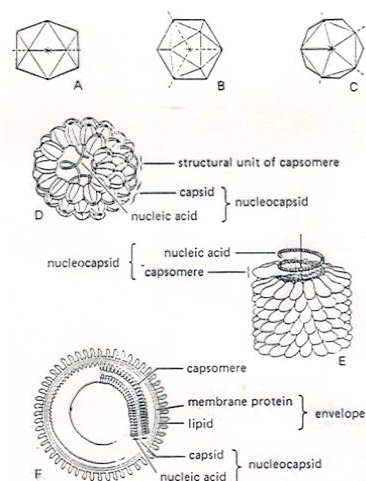 A
B
C
structural unit of capsomere
capsid
nucleic acid
nucleocapsid
D
nucleic acid
capsomere
nucleocapsid
E
capsomere
membrane protein
lipid
envelope
capsid
nucleic acid
nucleocapsid
F